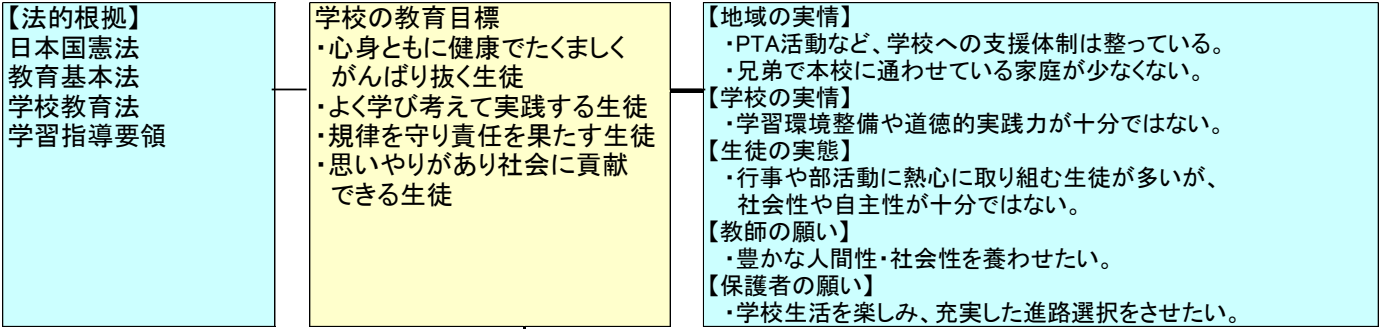 【法的根拠】
日本国憲法
教育基本法
学校教育法
学習指導要領
学校の教育目標
・心身ともに健康でたくましく
がんばり抜く生徒
・よく学び考えて実践する生徒
・規律を守り責任を果たす生徒
・思いやりがあり社会に貢献
できる生徒
【地域の実情】
・PTA活動など、学校への支援体制は整っている。
・兄弟で本校に通わせている家庭が少なくない。
【学校の実情】
・学習環境整備や道徳的実践力が十分ではない。
【生徒の実態】
・行事や部活動に熱心に取り組む生徒が多いが、
社会性や自主性が十分ではない。
【教師の願い】
・豊かな人間性・社会性を養わせたい。
【保護者の願い】
・学校生活を楽しみ、充実した進路選択をさせたい。